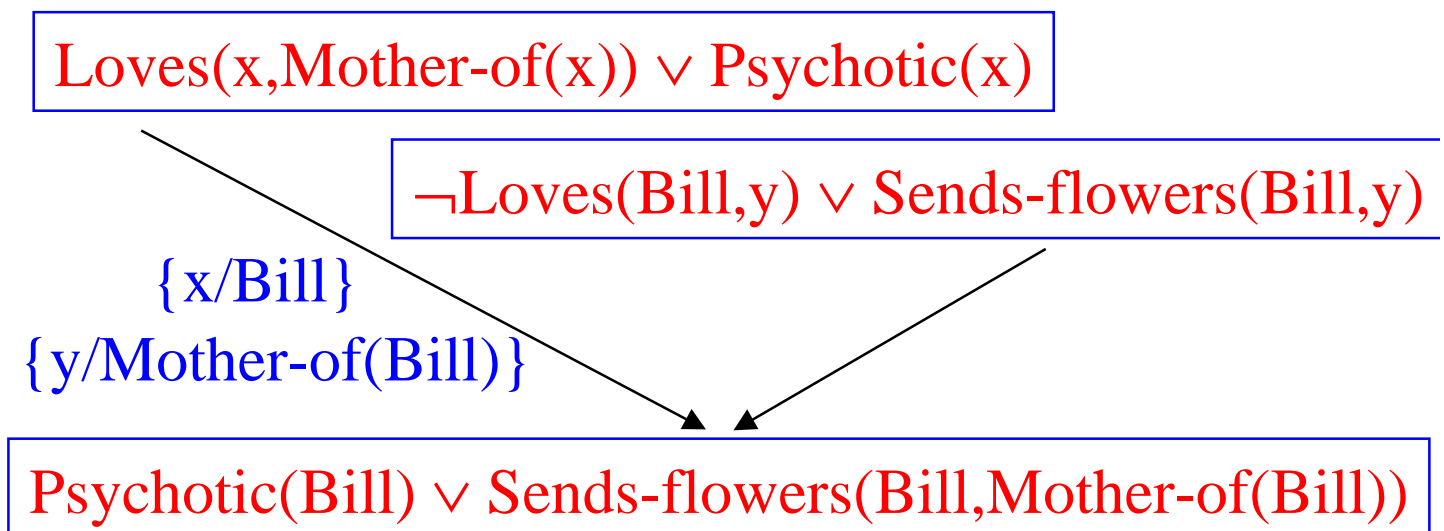 Loves(x,Mother-of(x)) ∨ Psychotic(x)
¬Loves(Bill,y) ∨ Sends-flowers(Bill,y)
{x/Bill}
{y/Mother-of(Bill)}
Psychotic(Bill) ∨ Sends-flowers(Bill,Mother-of(Bill))